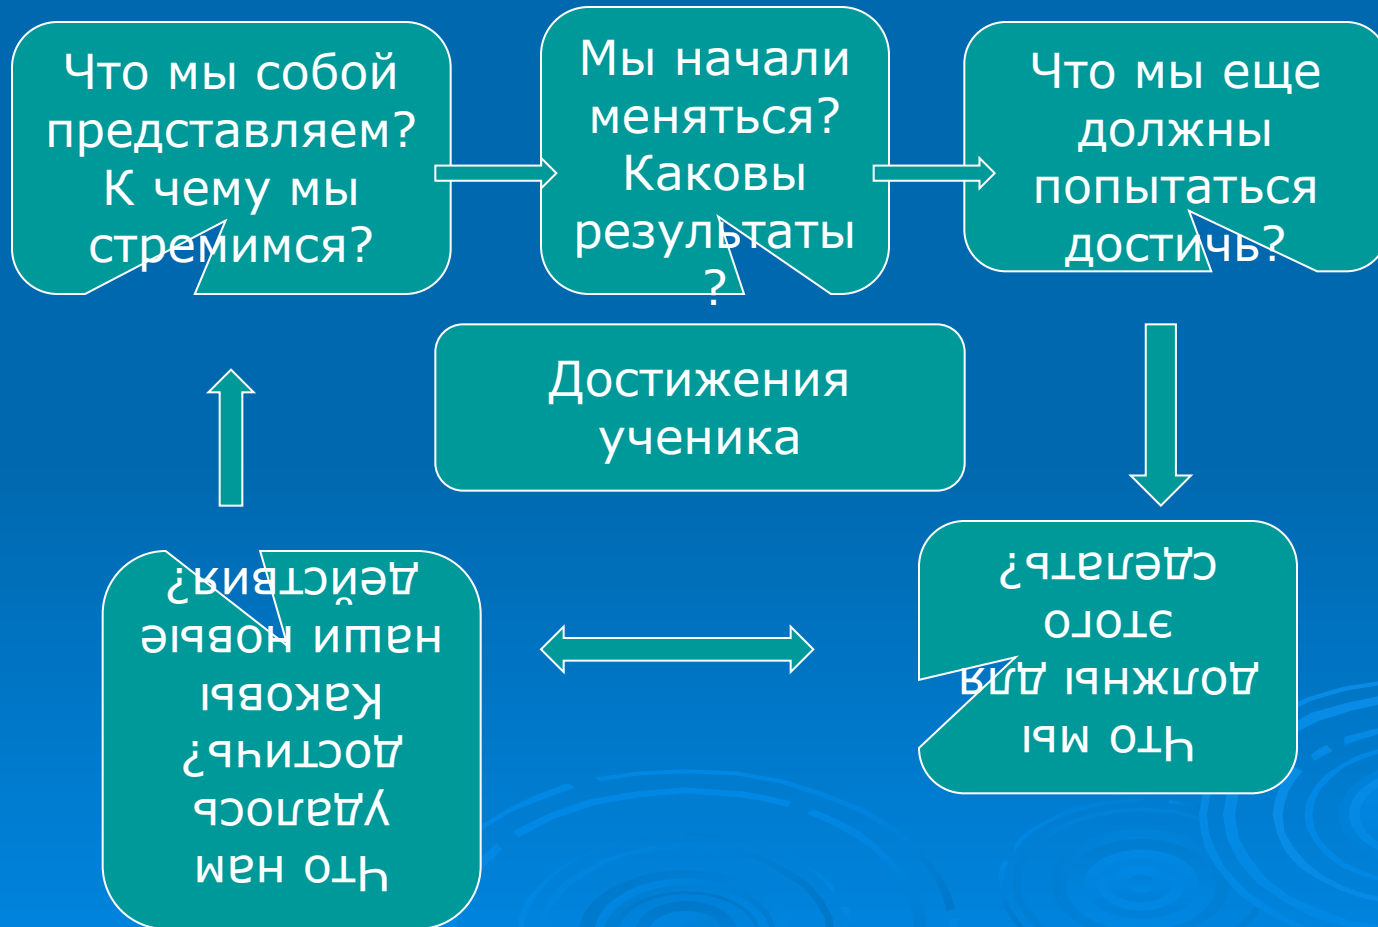 Что мы собой
представляем?
К чему мы
стремимся?
Мы начали
меняться?
Каковы
результаты
?
Что мы еще
должны
попытаться
достичь?
Достижения
ученика
Что мы
должны для
этого
сделать?
Что нам
удалось
достичь?
Каковы
наши новые
действия?